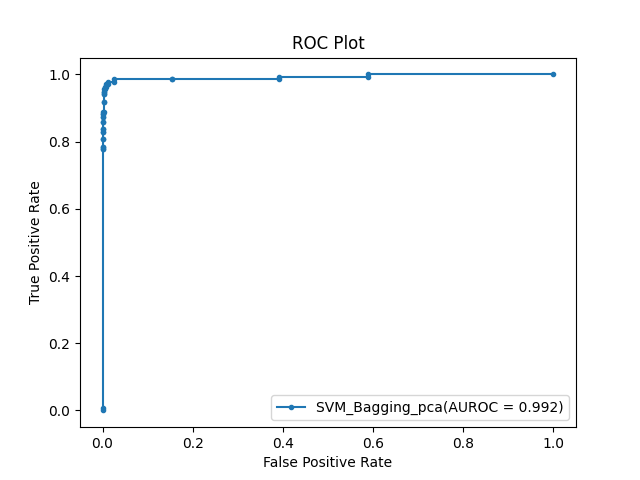 ROC Plot
True Positive Rate
1.0
0.8
0.6
0.4
0.2
0.0
SVM_Bagging_pca(AUROC = 0.992)
0.0 0.2 0.4 0.6 0.8 1.0
False Positive Rate